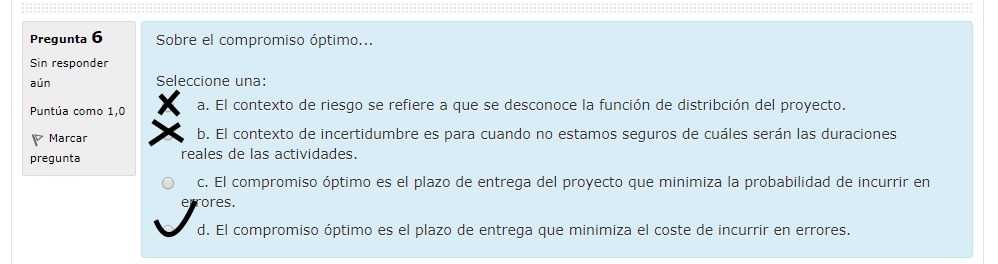 Pregunta 6
Sin responder
aún
Puntúa como 1,0
Marcar
pregunta
Sobre el compromiso óptimo...
Seleccione una:
a. El contexto de riesgo se refiere a que se desconoce la función de distribción del proyecto.
b. El contexto de incertidumbre es para cuando no estamos seguros de cuáles serán las duraciones
reales de las actividades.
c. El compromiso óptimo es el plazo de entrega del proyecto que minimiza la probabilidad de incurrir en
errores.
d. El compromiso óptimo es el plazo de entrega que minimiza el coste de incurrir en errores.